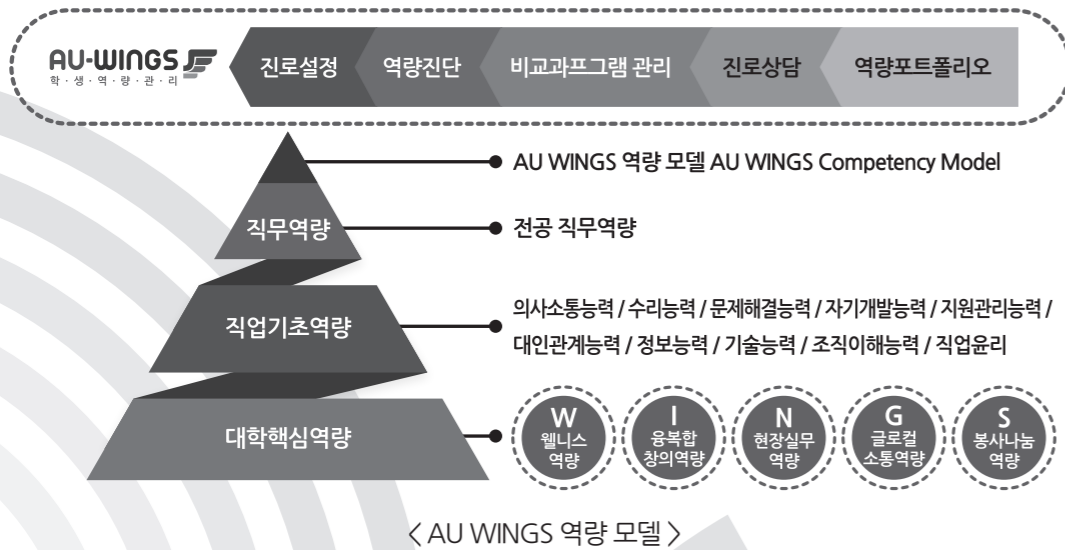 AU-WINGS
학·생·역·량·관·리
진로설정
역량진단
비교과프로그램 관리
진로상담
역량포트폴리오
AU WINGS 역량 모델 AU WINGS Competency Model
직무역량
전공 직무역량
직업기초역량
의사소통능력 / 수리능력 / 문제해결능력 / 자기개발능력 / 지원관리능력 /
대인관계능력 / 정보능력 / 기술능력 / 조직이해능력 / 직업윤리
대학핵심역량
W
웰니스
역량
I
융복합
창의역량
N
현장실무
역량
G
글로컬
소통역량
S
봉사나눔
역량
< AU WINGS 역량 모델 >